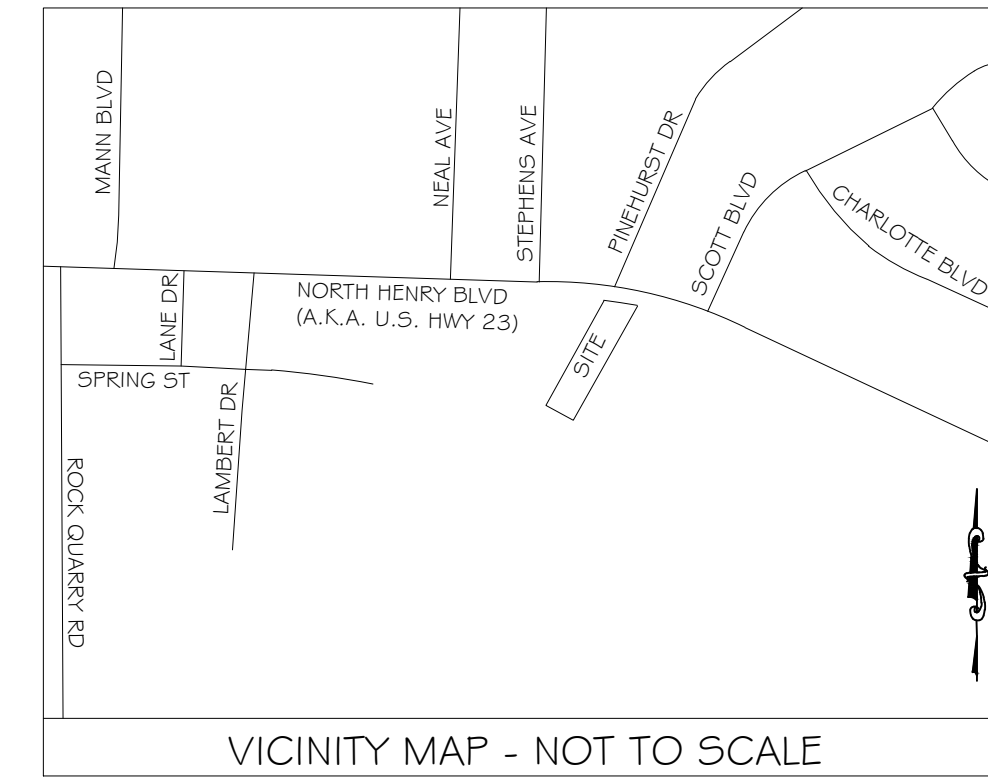 MANN BLVD
NEAL AVE
STEPHENS AVE
PINEHURST DR
SCOTT BLVD
CHARLOTTE BLVD
LANE DR
NORTH HENRY BLVD
(A.K.A. U.S. HWY 23)
SITE
SPRING ST
LAMBERT DR
ROCK QUARRY RD
VICINITY MAP - NOT TO SCALE